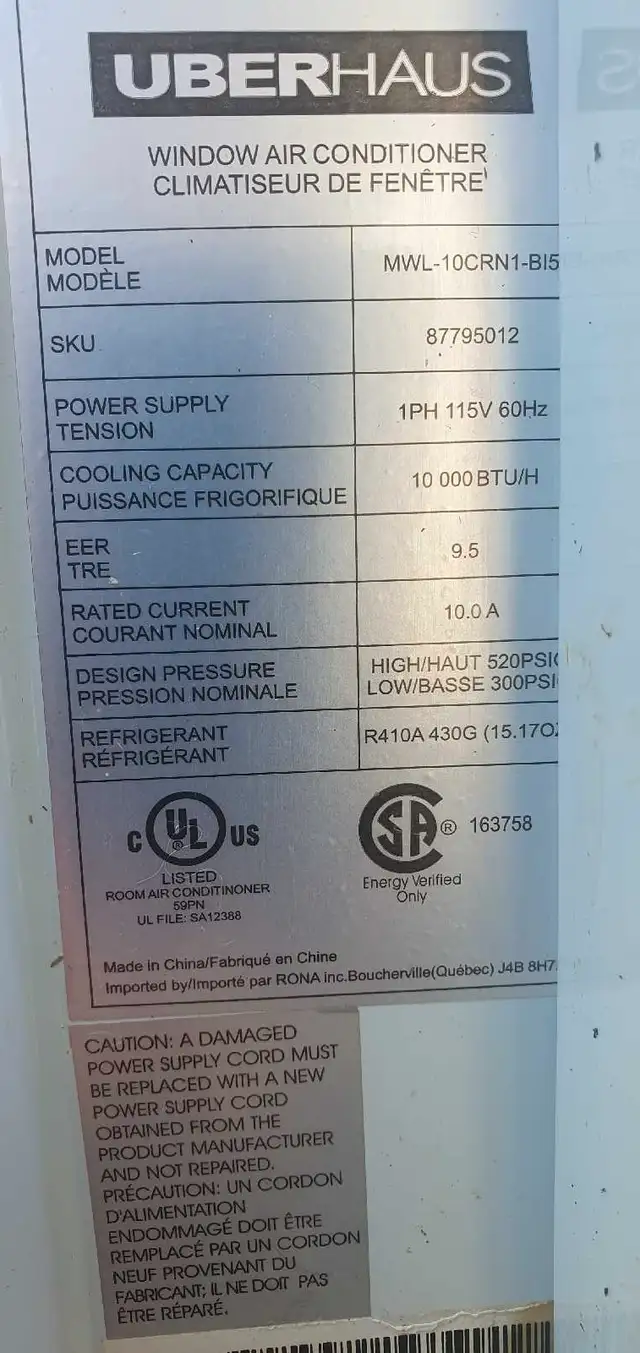 UBERHAUS
WINDOW AIR CONDITIONER
CLIMATISEUR DE FENÊTRE
MODEL
MODÈLE
MWL-10CRN1-BI5
SKU
87795012
POWER SUPPLY
TENSION
1PH 115V 60Hz
COOLING CAPACITY
PUISSANCE FRIGORIFIQUE
10 000 BTU/H
EER
TRE
9.5
RATED CURRENT
COURANT NOMINAL
10.0 A
DESIGN PRESSURE
PRESSION NOMINALE
HIGH/HAUT 520PSIG
LOW/BASSE 300PSI
REFRIGERANT
RÉFRIGÉRANT
R410A 430G (15.17OZ
C UL ® US
LISTED
ROOM AIR CONDITINONER
59PN
UL FILE: SA12388
SA ® 163758
Energy Verified
Only
Made in China/Fabriqué en Chine
Imported by/Importé par RONA inc.Boucherville(Québec) J4B 8H7
CAUTION: A DAMAGED
POWER SUPPLY CORD MUST
BE REPLACED WITH A NEW
POWER SUPPLY CORD
OBTAINED FROM THE
PRODUCT MANUFACTURER
AND NOT REPAIRED.
PRÉCAUTION: UN CORDON
D'ALIMENTATION
ENDOMMAGÉ DOIT ÊTRE
REMPLACÉ PAR UN CORDON
NEUF PROVENANT DU
FABRICANT; IL NE DOIT PAS
ÊTRE RÉPARÉ.